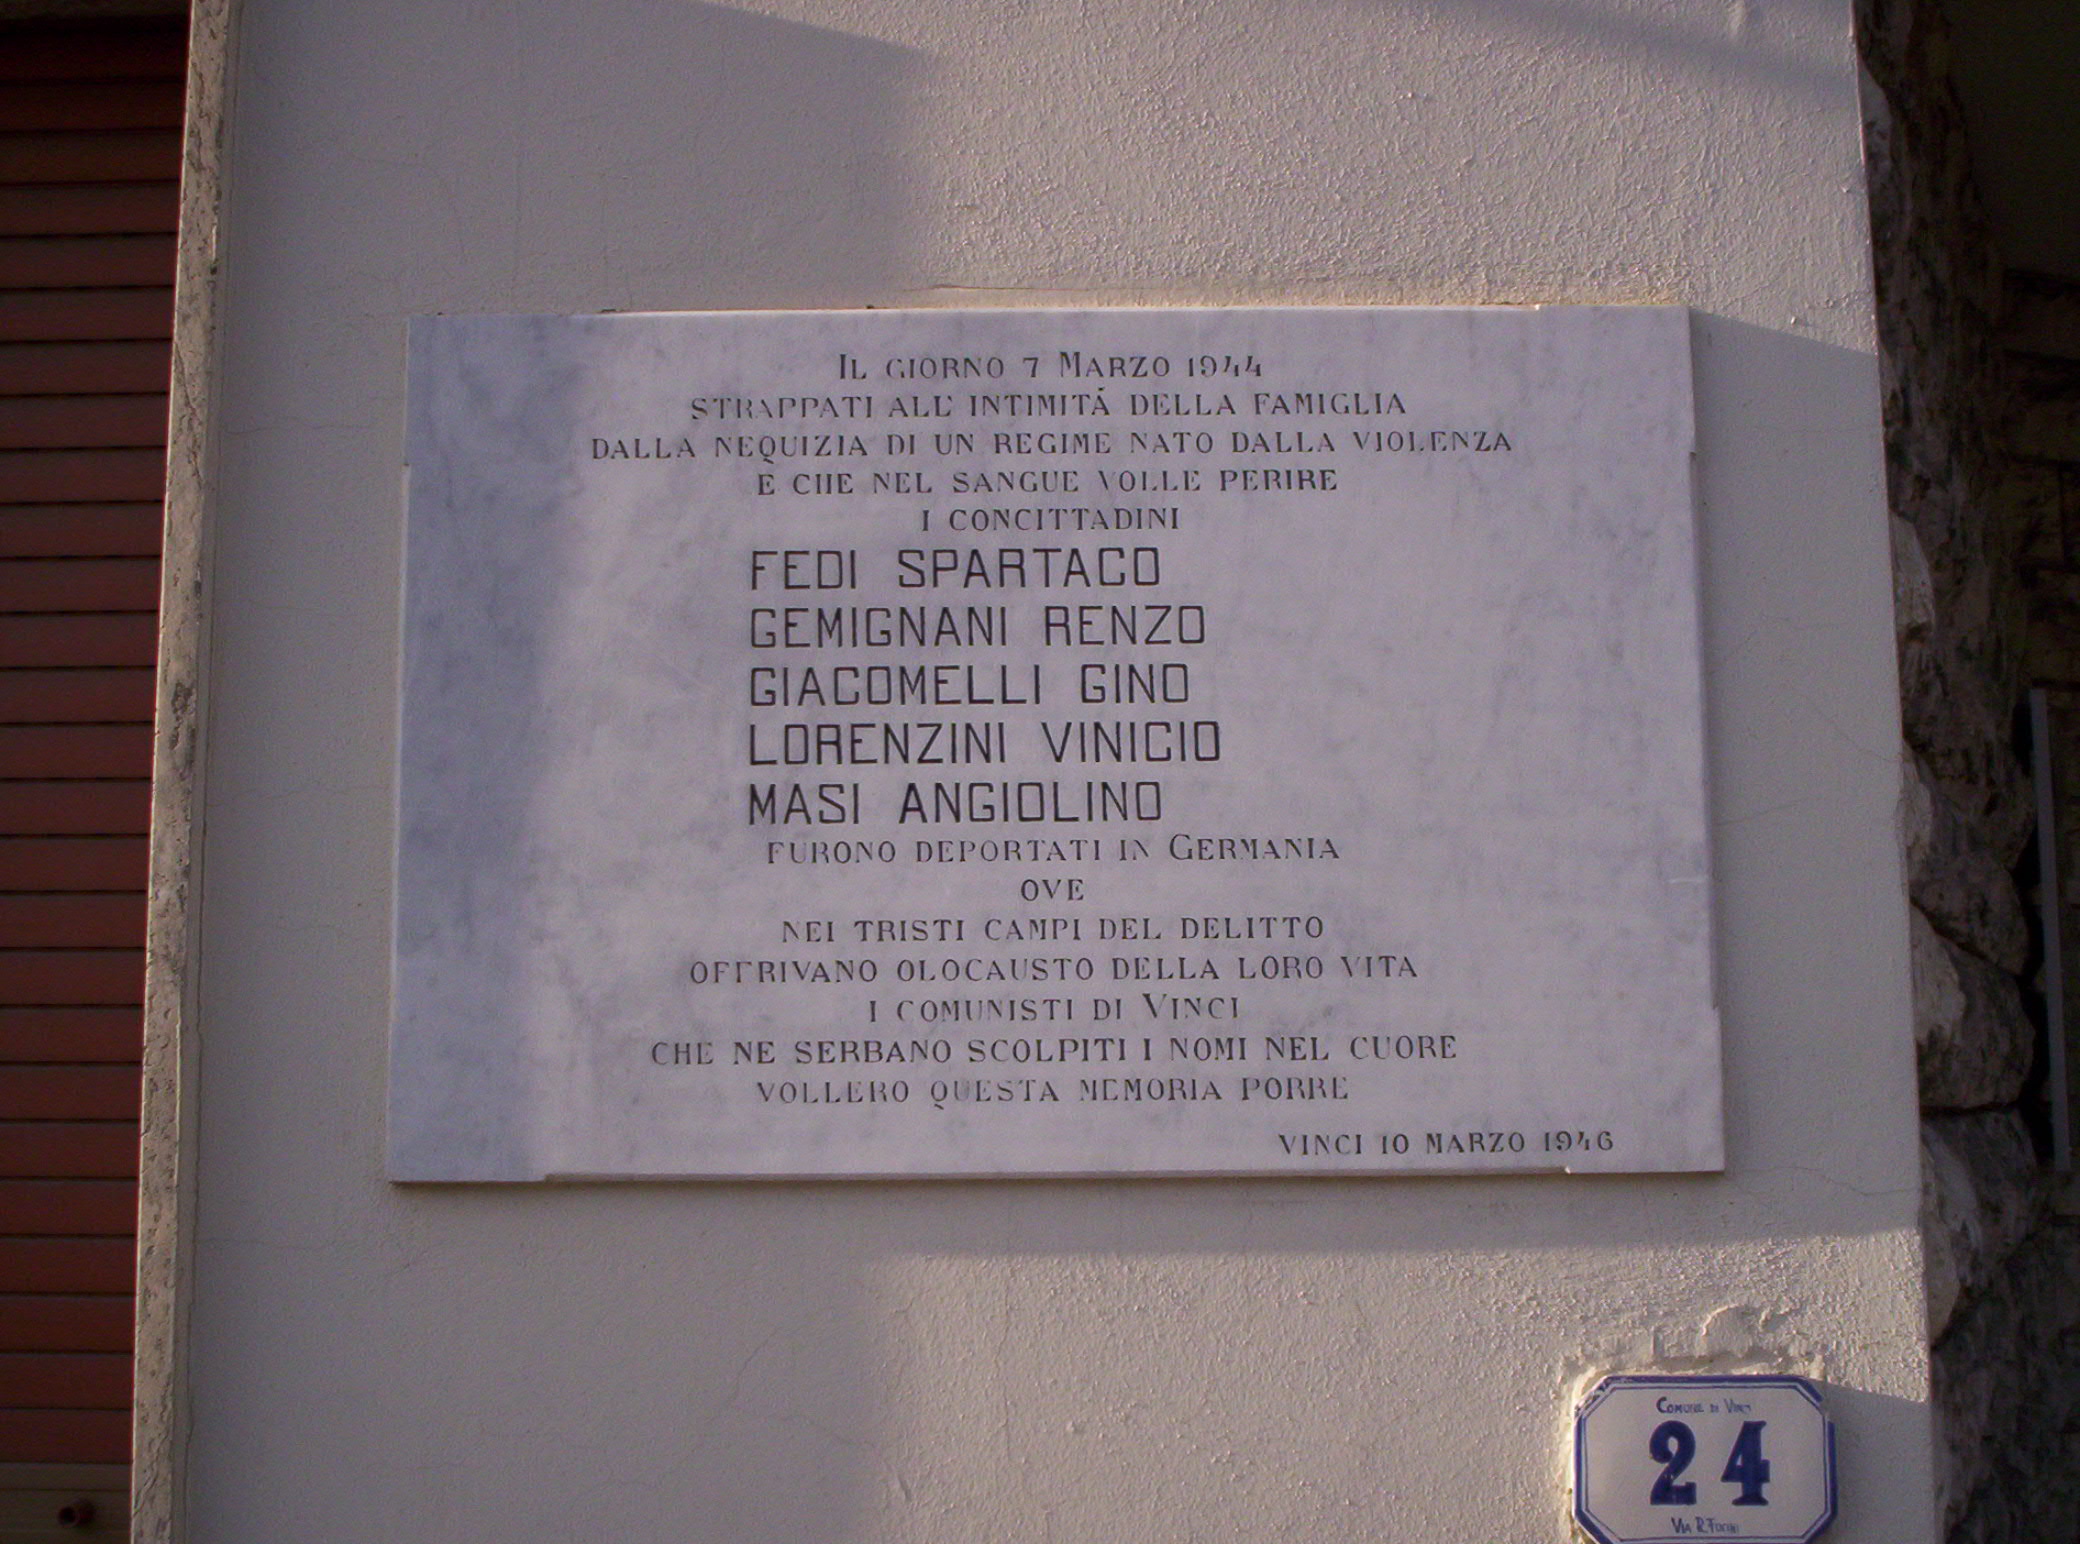 Il giorno 7 Marzo 1944
strappati all' intimitá della famiglia
dalla nequizia di un regime nato dalla violenza
e che nel sangue volle perire
i concittadini
FEDI SPARTACO
GEMIGNANI RENZO
GIACOMELLI GINO
LORENZINI VINICIO
MASI ANGIOLINO
furono deportati in Germania
ove
nei tristi campi del delitto
offrivano olocausto della loro vita
i comunisti di Vinci
che ne serbano scolpiti i nomi nel cuore
vollero questa memoria porre
Vinci 10 Marzo 1946
Comune di Vinci
24
Via R.